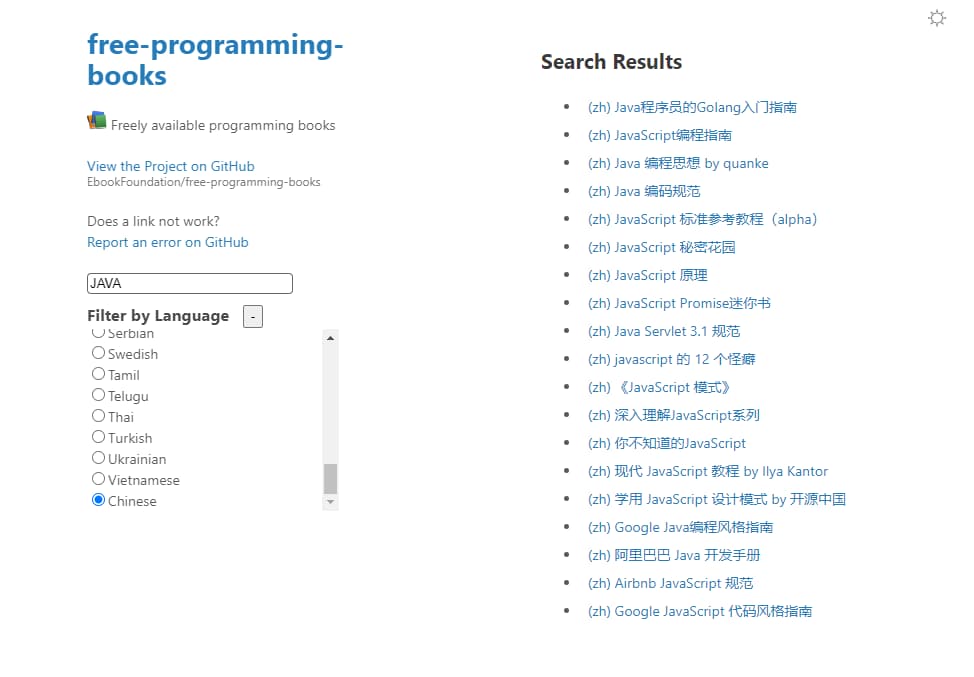 free-programming-
books
Freely available programming books
View the Project on GitHub
EbookFoundation/free-programming-books
Does a link not work?
Report an error on GitHub
JAVA
Filter by Language -
Serbian
Swedish
Tamil
Telugu
Thai
Turkish
Ukrainian
Vietnamese
Chinese
Search Results
(zh) Java程序员的Golang入门指南
(zh) JavaScript编程指南
(zh) Java 编程思想 by quanke
(zh) Java 编码规范
(zh) JavaScript 标准参考教程（alpha）
(zh) JavaScript 秘密花园
(zh) JavaScript 原理
(zh) JavaScript Promise迷你书
(zh) Java Servlet 3.1 规范
(zh) javascript 的 12 个怪癖
(zh) 《JavaScript 模式》
(zh) 深入理解JavaScript系列
(zh) 你不知道的JavaScript
(zh) 现代 JavaScript 教程 by Ilya Kantor
(zh) 学用 JavaScript 设计模式 by 开源中国
(zh) Google Java编程风格指南
(zh) 阿里巴巴 Java 开发手册
(zh) Airbnb JavaScript 规范
(zh) Google JavaScript 代码风格指南